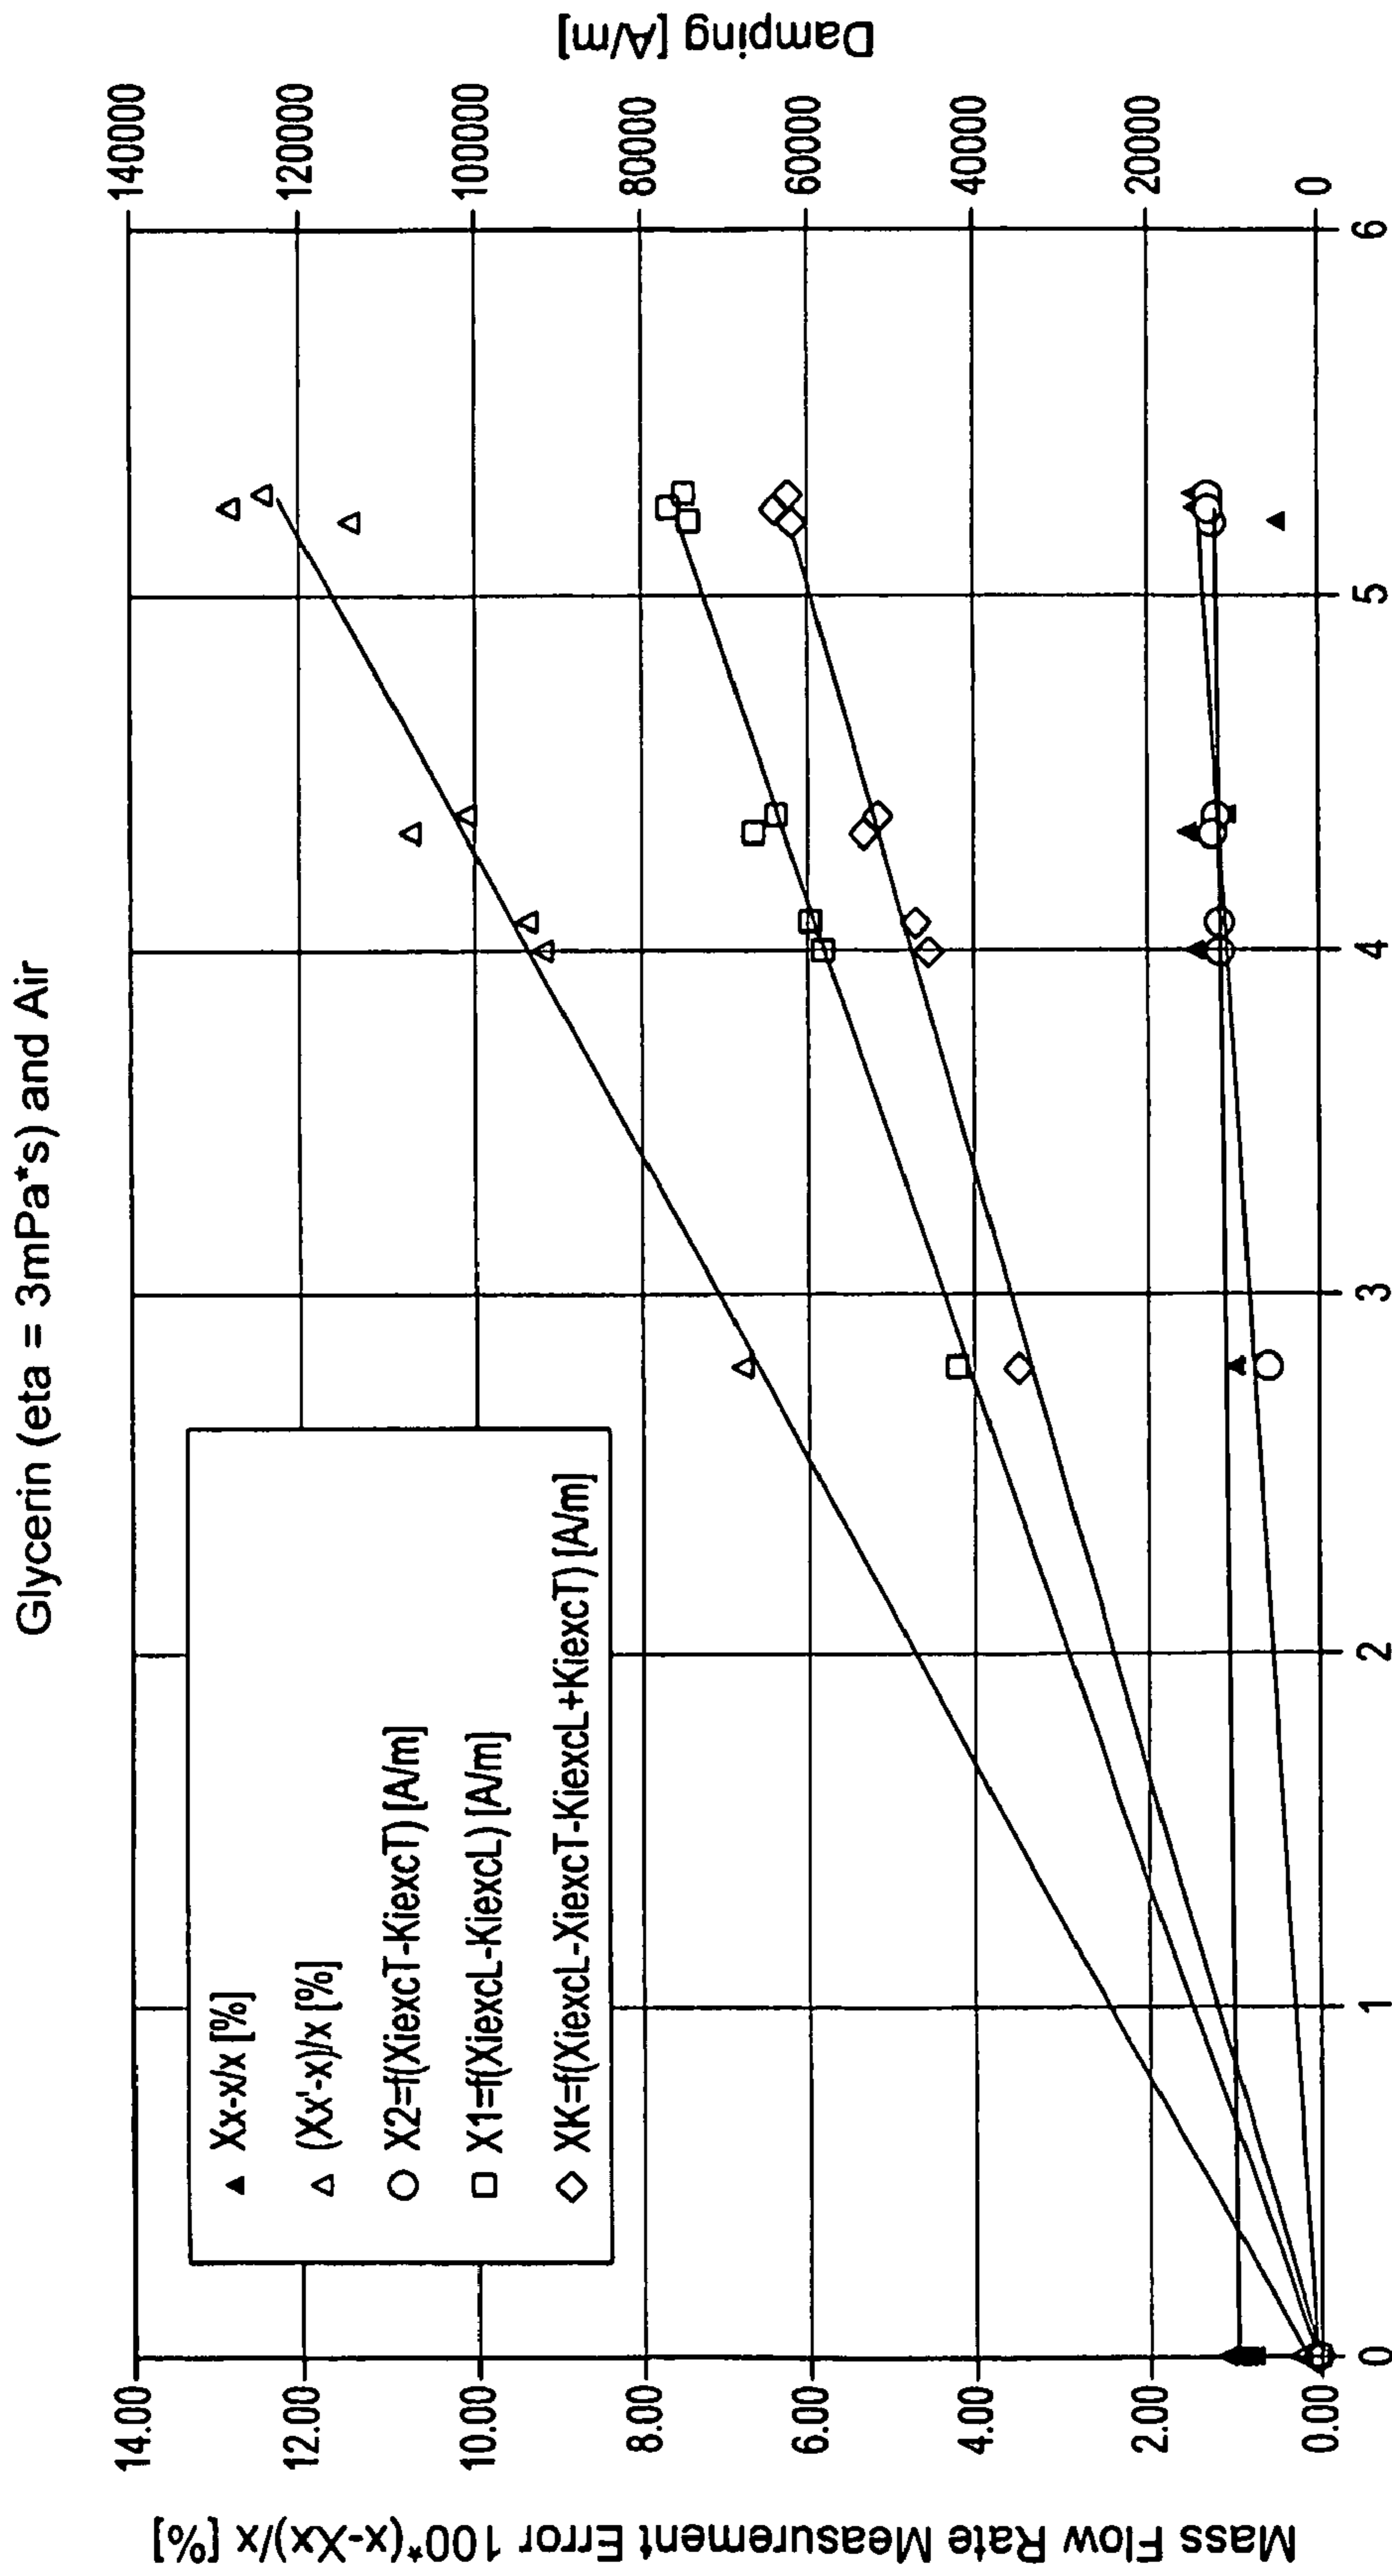 Glycerin (eta = 3mPa*s) and Air
Mass Flow Rate Measurement Error 100*(x-Xx)/x [%]
14.00
12.00
10.00
8.00
6.00
4.00
2.00
0.00
Xx-x/x [%]
(Xx'-x)/x [%]
X2=f(XiexcT-KiexcT) [A/m]
X1=f(XiexcL-KiexcL) [A/m]
XK=f(XiexcL-XiexcT-KiexcL+KiexcT) [A/m]
140000
120000
100000
80000
60000
40000
20000
0
Damping [A/m]
0 1 2 3 4 5 6